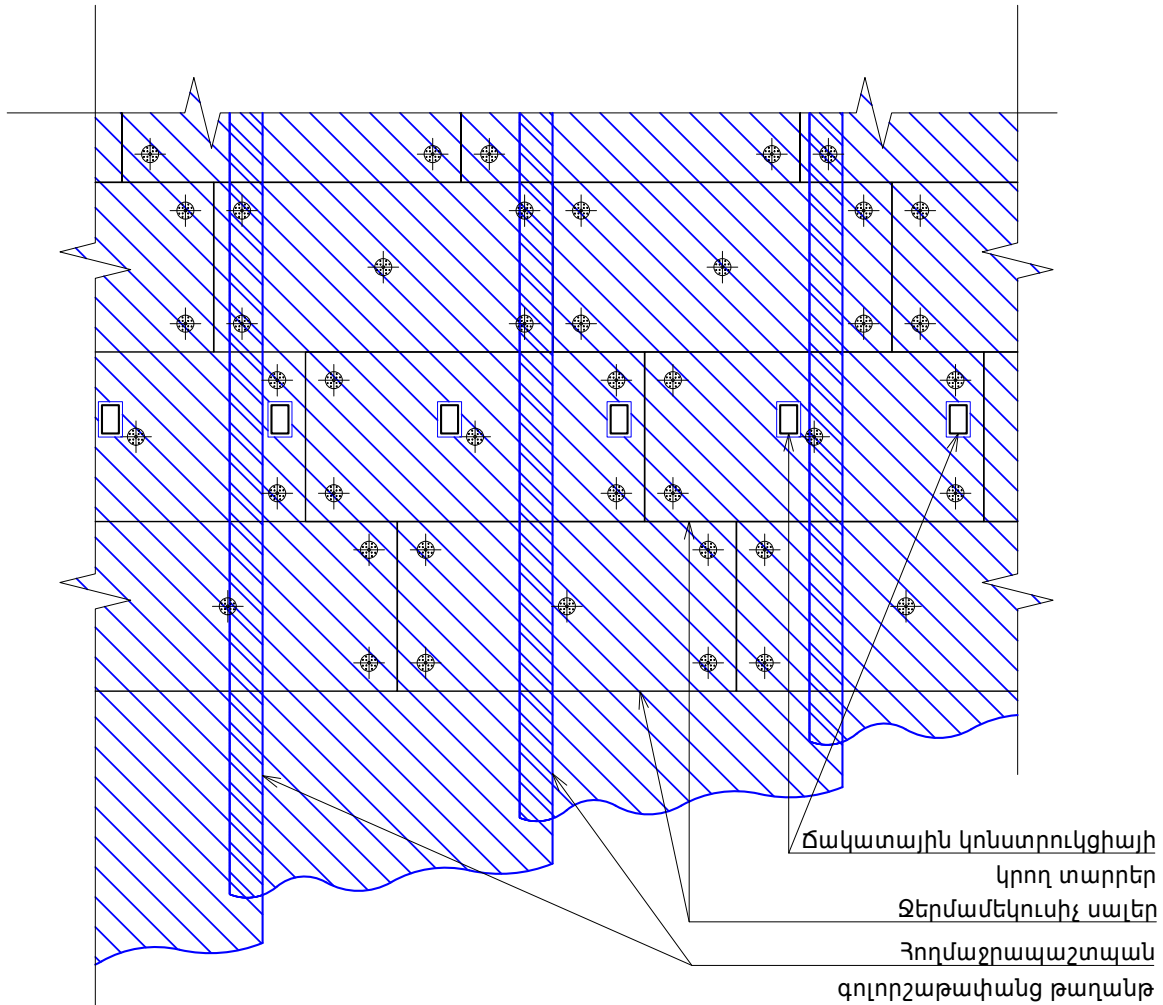 Ճակատային կոնստրուկցիայի
կրող տարրեր
Ջերմամեկուսիչ սալեր
Հողմաջրապաշտպան
գոլորշաթափանց թաղանթ